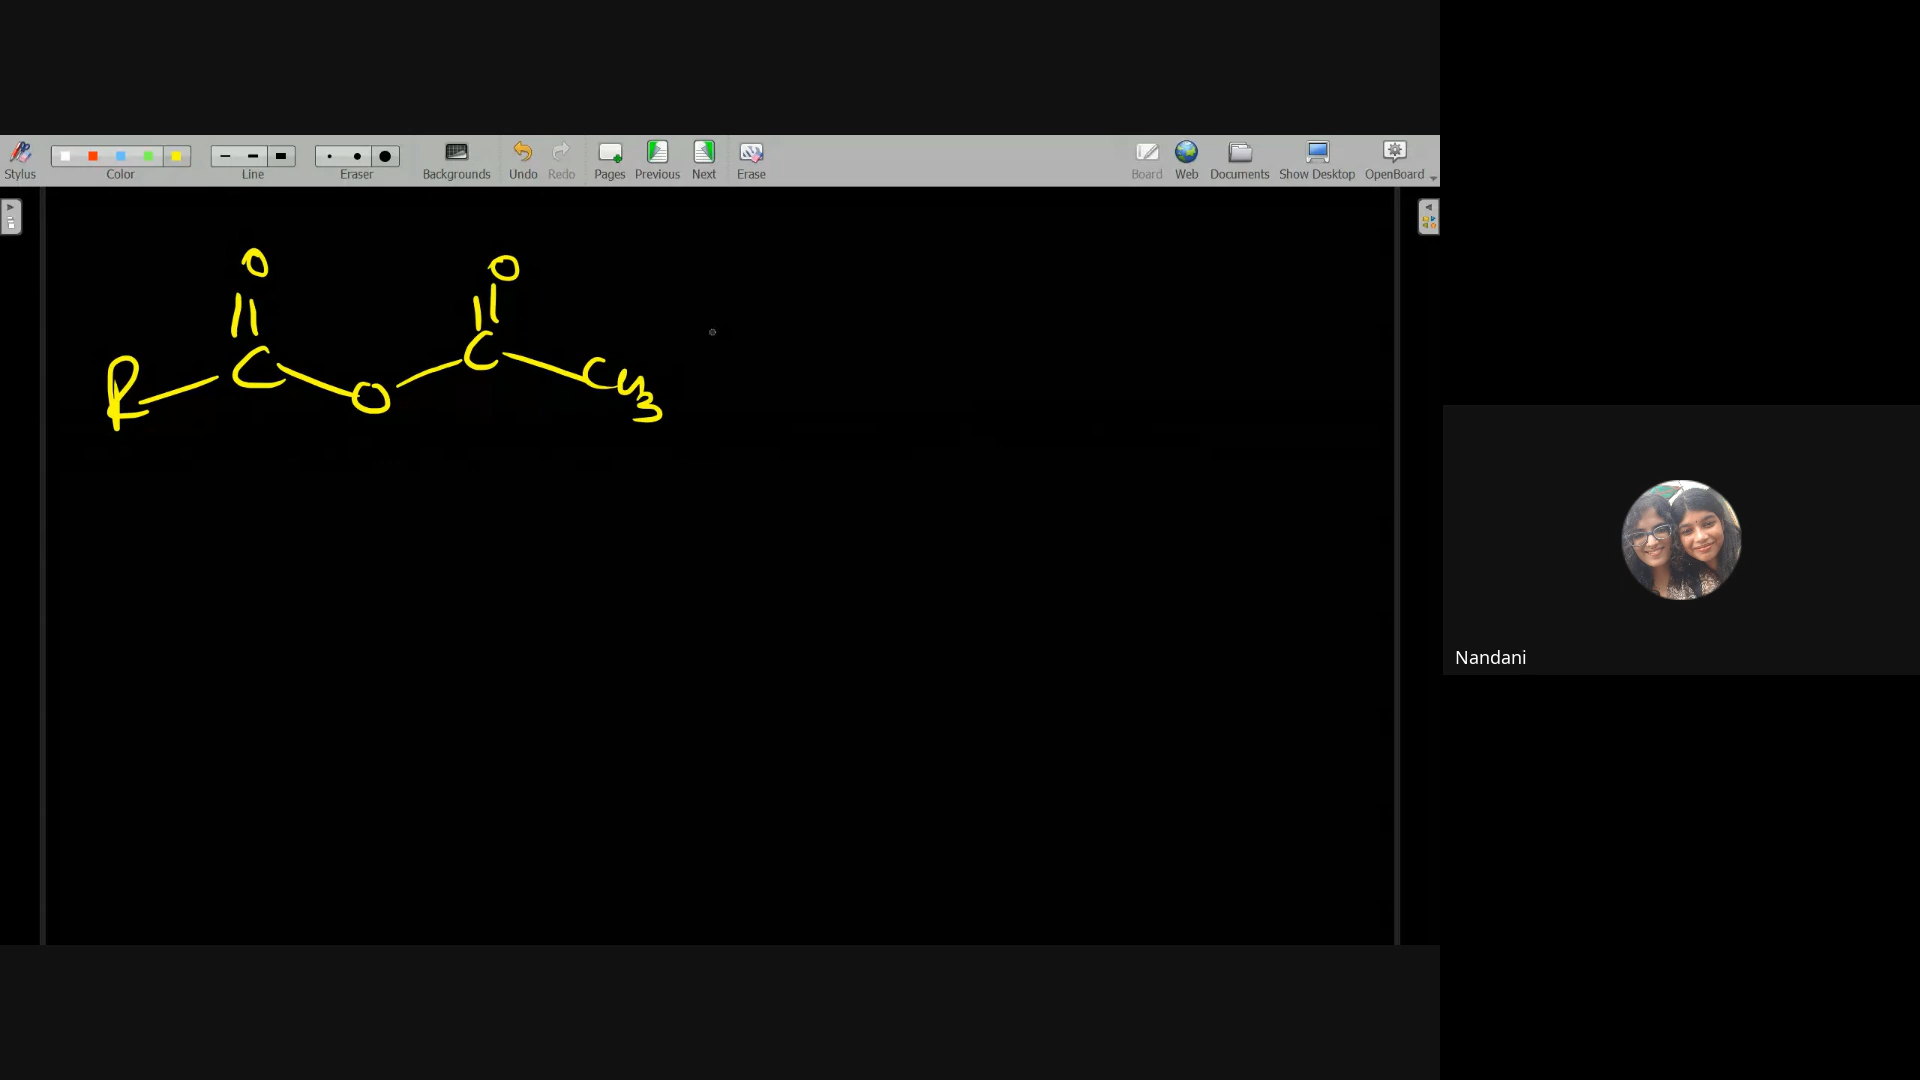 Stylus Color Line Eraser Backgrounds Undo Redo Pages Previous Next Erase Board Web Documents Show Desktop OpenBoard
O O
R C O C CH3
Nandani